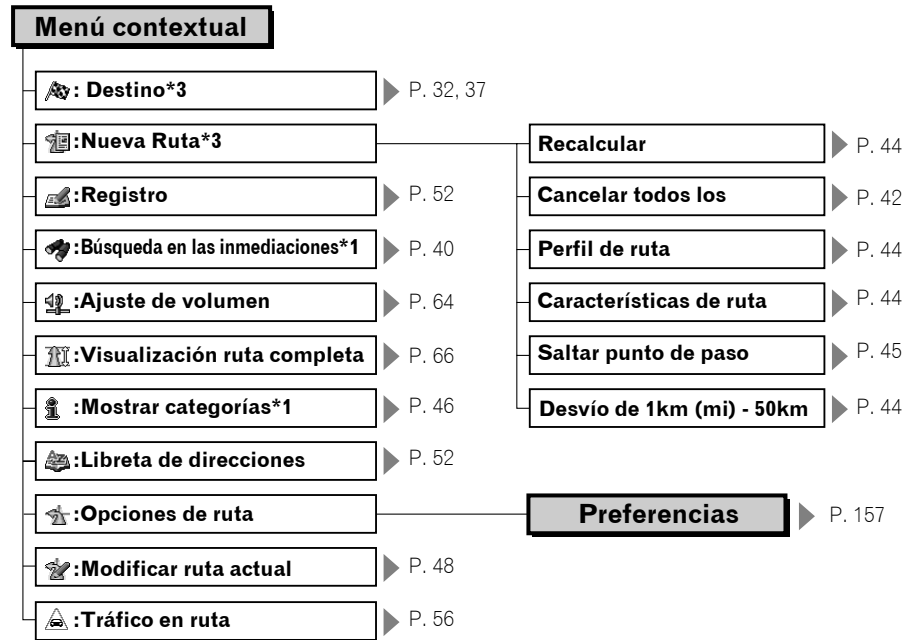 Menú contextual
: Destino*3 P. 32, 37
:Nueva Ruta*3
Recalcular P. 44
Cancelar todos los P. 42
Perfil de ruta P. 44
Características de ruta P. 44
Saltar punto de paso P. 45
Desvío de 1km (mi) - 50km P. 44
:Registro P. 52
:Búsqueda en las inmediaciones*1 P. 40
:Ajuste de volumen P. 64
:Visualización ruta completa P. 66
:Mostrar categorías*1 P. 46
:Libreta de direcciones P. 52
:Opciones de ruta
Preferencias P. 157
:Modificar ruta actual P. 48
:Tráfico en ruta P. 56